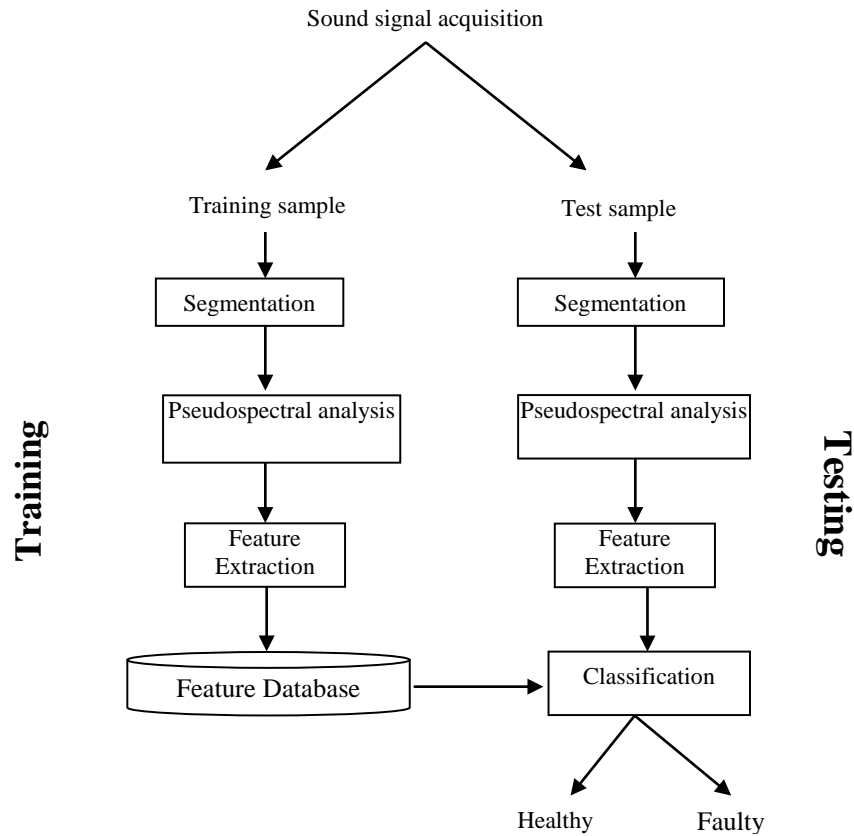 Sound signal acquisition
Training sample
Test sample
Segmentation
Segmentation
Pseudospectral analysis
Pseudospectral analysis
Training
Testing
Feature
Extraction
Feature
Extraction
Feature Database
Classification
Healthy
Faulty